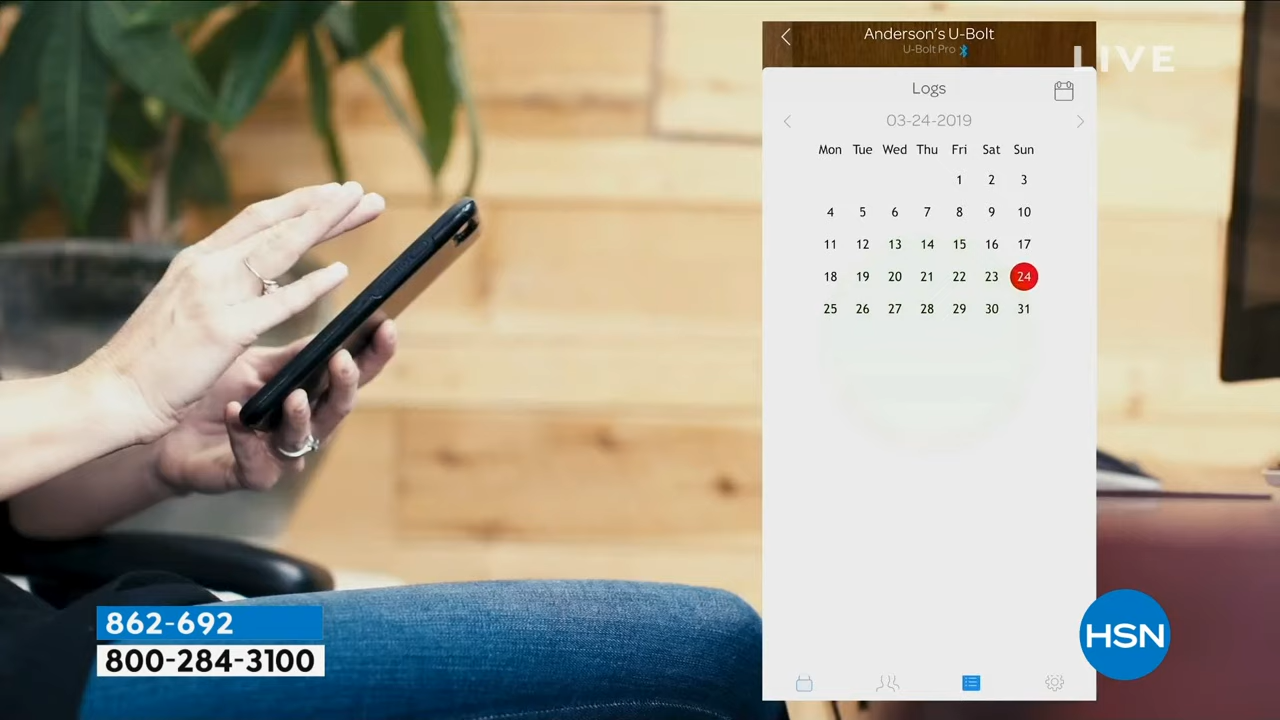 Anderson's U-Bolt
U-Bolt Pro
LIVE
Logs
03-24-2019
Mon Tue Wed Thu Fri Sat Sun
1 2 3
4 5 6 7 8 9 10
11 12 13 14 15 16 17
18 19 20 21 22 23 24
25 26 27 28 29 30 31
862-692
800-284-3100
HSN